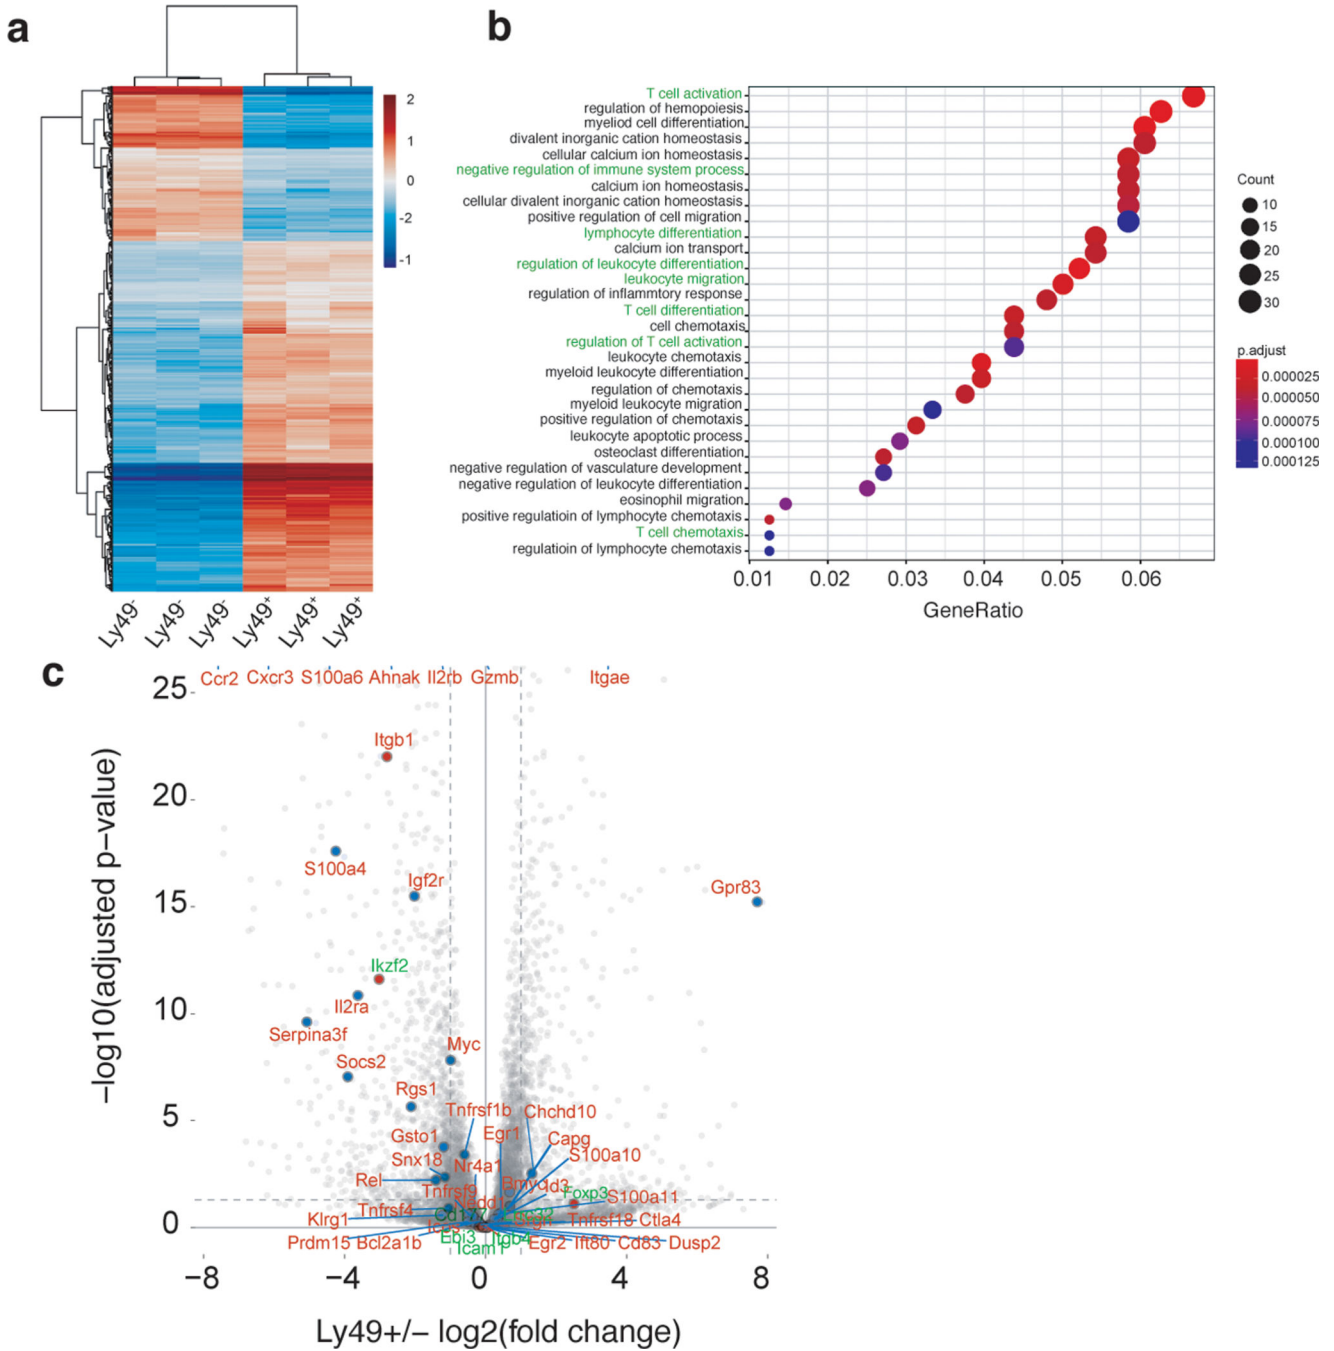 a
2
1
0
-2
-1
Ly49-
Ly49-
Ly49-
Ly49+
Ly49+
Ly49+
b
T cell activation
regulation of hemopoiesis
myeliod cell differentiation
divalent inorganic cation homeostasis
cellular calcium ion homeostasis
negative regulation of immune system process
calcium ion homeostasis
cellular divalent inorganic cation homeostasis
positive regulation of cell migration
lymphocyte differentiation
calcium ion transport
regulation of leukocyte differentiation
leukocyte migration
regulation of inflammtory response
T cell differentiation
cell chemotaxis
regulation of T cell activation
leukocyte chemotaxis
myeloid leukocyte differentiation
regulation of chemotaxis
myeloid leukocyte migration
positive regulation of chemotaxis
leukocyte apoptotic process
osteoclast differentiation
negative regulation of vasculature development
negative regulation of leukocyte differentiation
eosinophil migration
positive regulatioin of lymphocyte chemotaxis
T cell chemotaxis
regulatioin of lymphocyte chemotaxis
0.01 0.02 0.03 0.04 0.05 0.06
GeneRatio
Count
10
15
20
25
30
p.adjust
0.000025
0.000050
0.000075
0.000100
0.000125
c
Ccr2 Cxcr3 S100a6 Ahnak Il2rb Gzmb Itgae
25
20
15
10
5
0
−log10(adjusted p−value)
Itgb1
S100a4
Igf2r
Gpr83
Ikzf2
Il2ra
Serpina3f
Myc
Socs2
Rgs1
Tnfrsf1b Chchd10
Gsto1 Egr1 Capg
Snx18 Nr4a1 S100a10
Rel Tnfrsf9 Bmyc Id3 Foxp3 S100a11
Tnfrsf4
Klrg1 Cd177 Tnfrsf18 Ctla4
Prdm15 Bcl2a1b Ebi3 Itgb4 Egr2 Ift80 Cd83 Dusp2
Icam1
−8 −4 0 4 8
Ly49+/− log2(fold change)